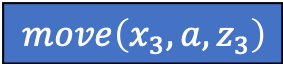 move(x₃, a, z₃)